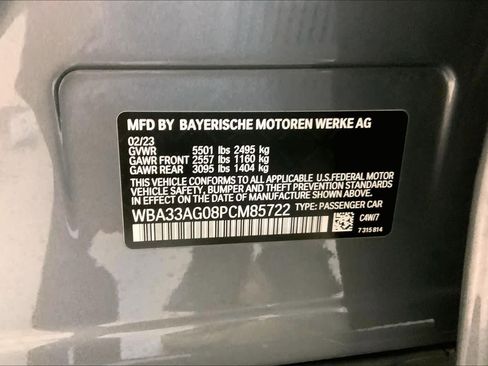 MFD BY BAYERISCHE MOTOREN WERKE AG
02/23
GVWR 5501 lbs 2495 kg
GAWR FRONT 2557 lbs 1160 kg
GAWR REAR 3095 lbs 1404 kg
THIS VEHICLE CONFORMS TO ALL APPLICABLE U.S.FEDERAL MOTOR
VEHICLE SAFETY, BUMPER AND THEFT PREVENTION STANDARDS
IN EFFECT ON THE DATE OF MANUFACTURE SHOWN ABOVE.
WBA33AG08PCM85722 TYPE: PASSENGER CAR
C4W/7
7 315 814